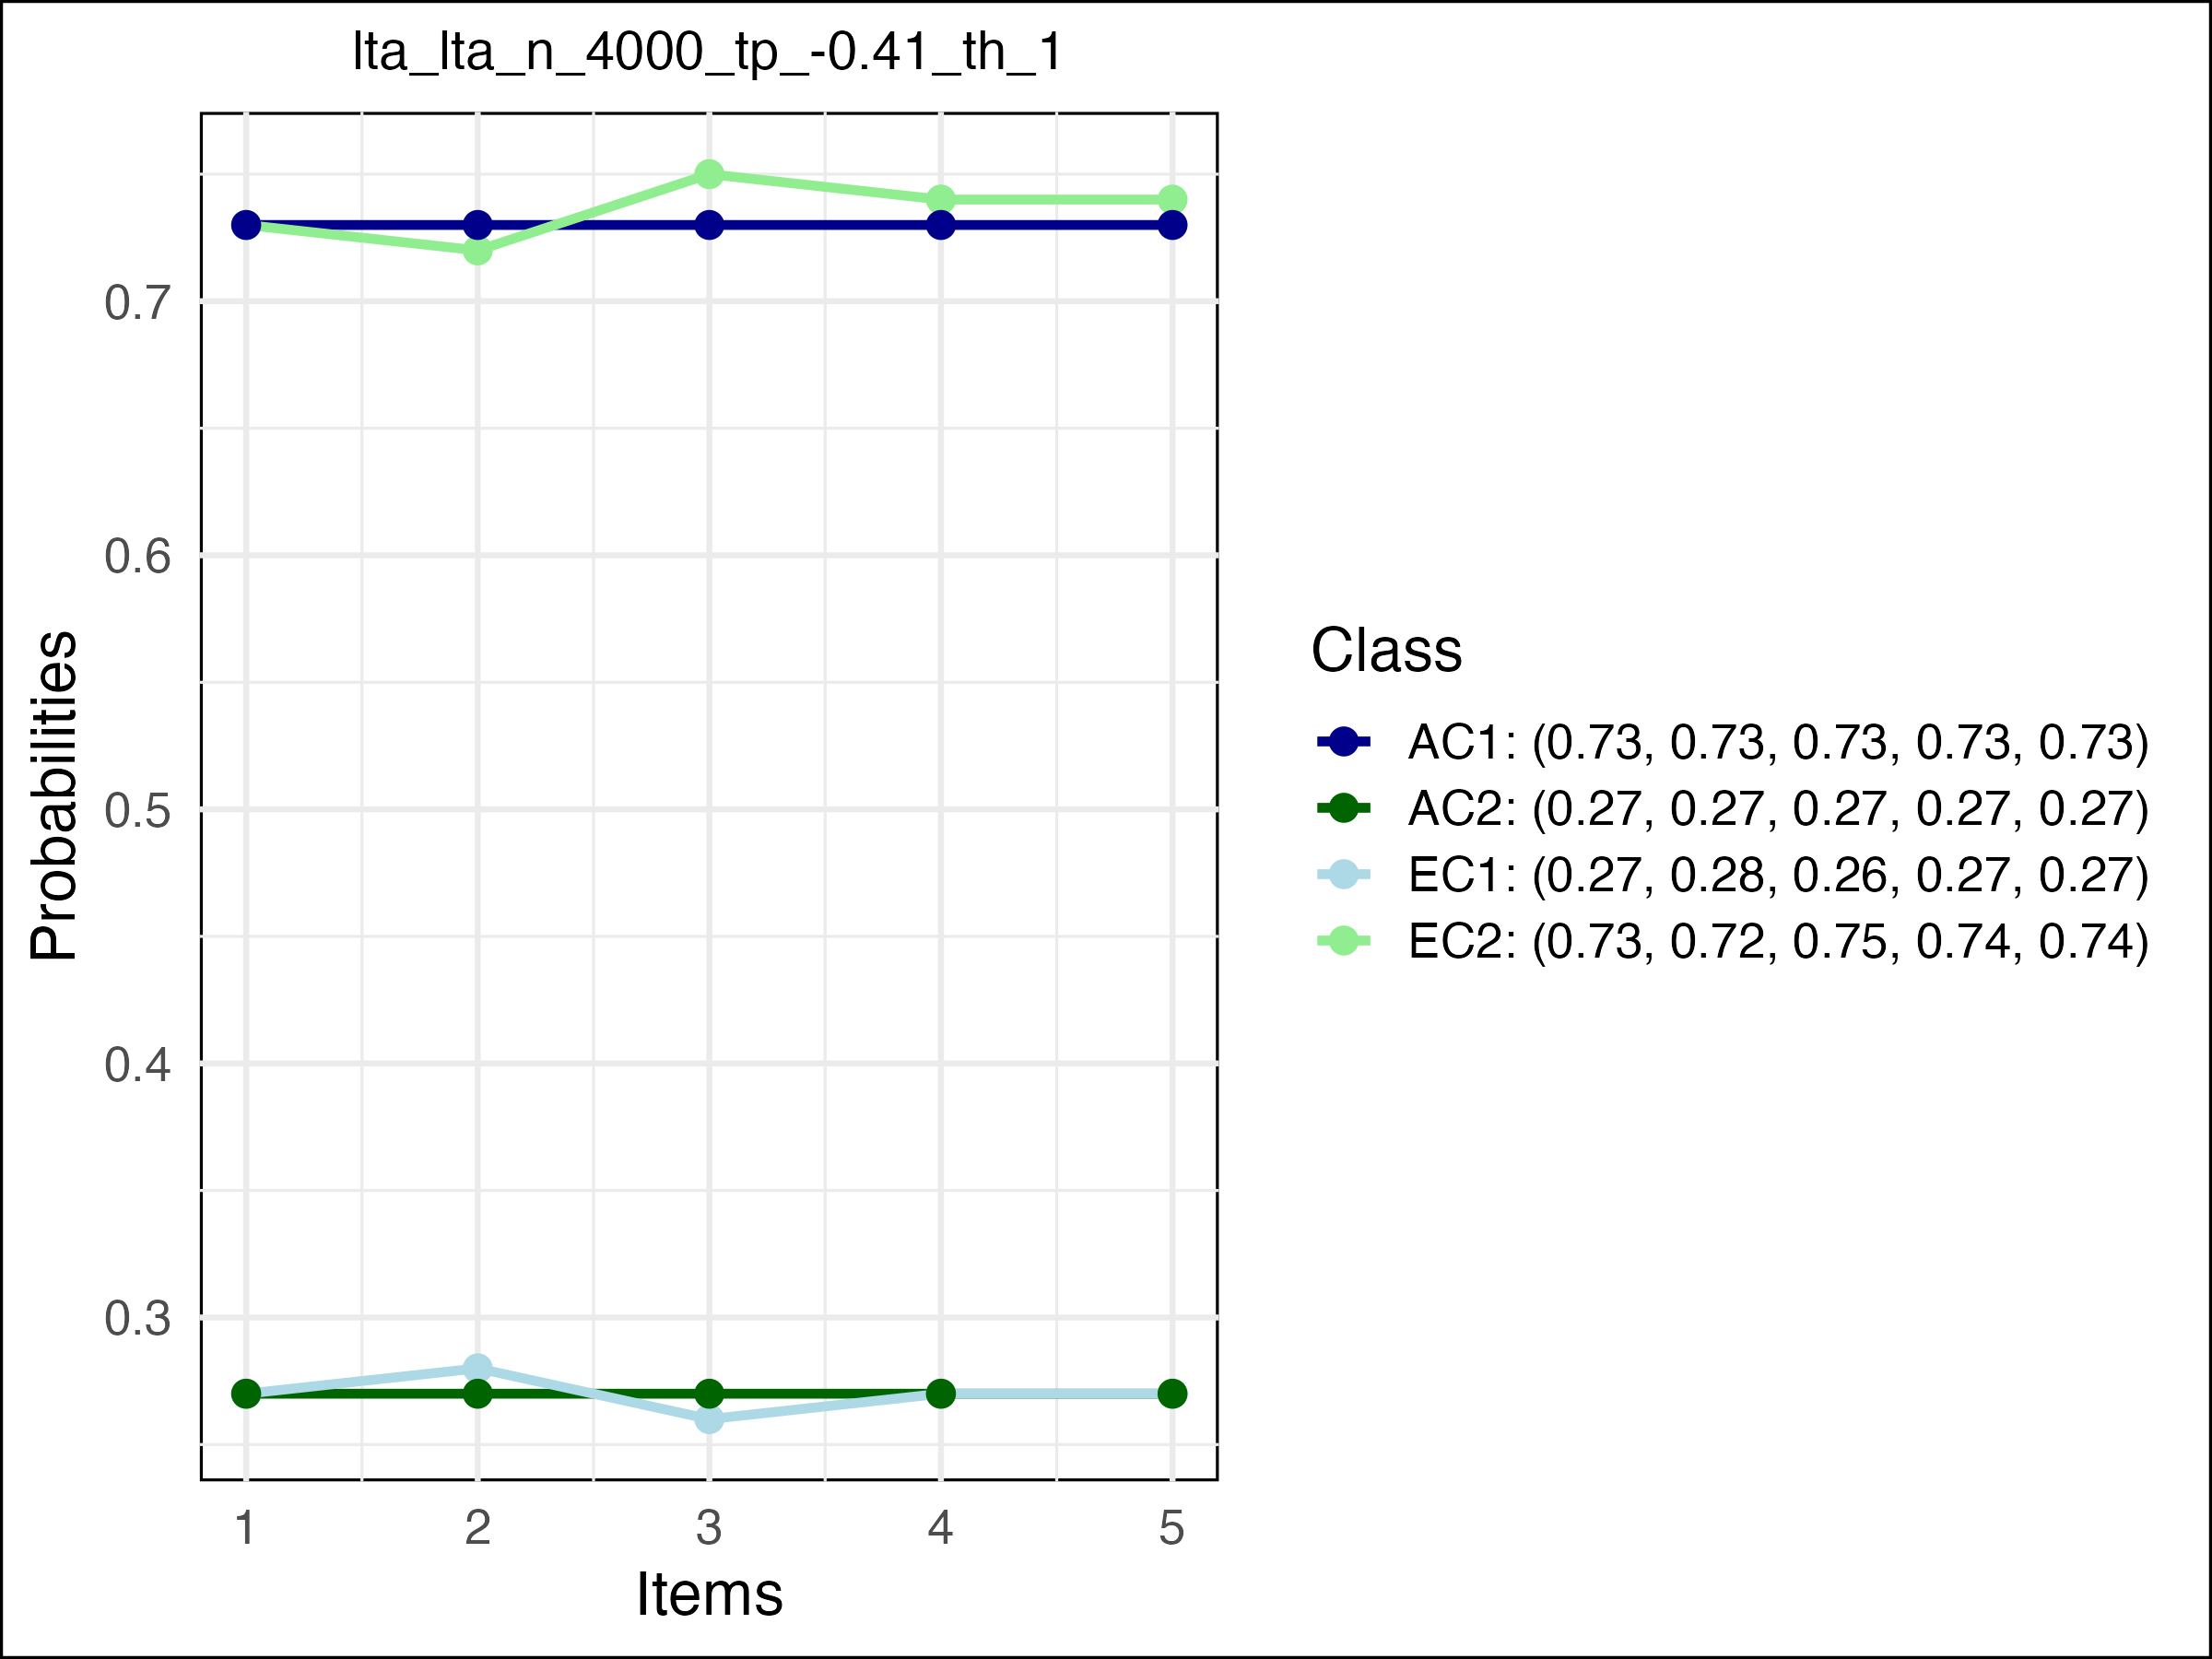 lta_lta_n_4000_tp_-0.41_th_1
Probabilities
0.7
0.6
0.5
0.4
0.3
1 2 3 4 5
Items
Class
AC1: (0.73, 0.73, 0.73, 0.73, 0.73)
AC2: (0.27, 0.27, 0.27, 0.27, 0.27)
EC1: (0.27, 0.28, 0.26, 0.27, 0.27)
EC2: (0.73, 0.72, 0.75, 0.74, 0.74)